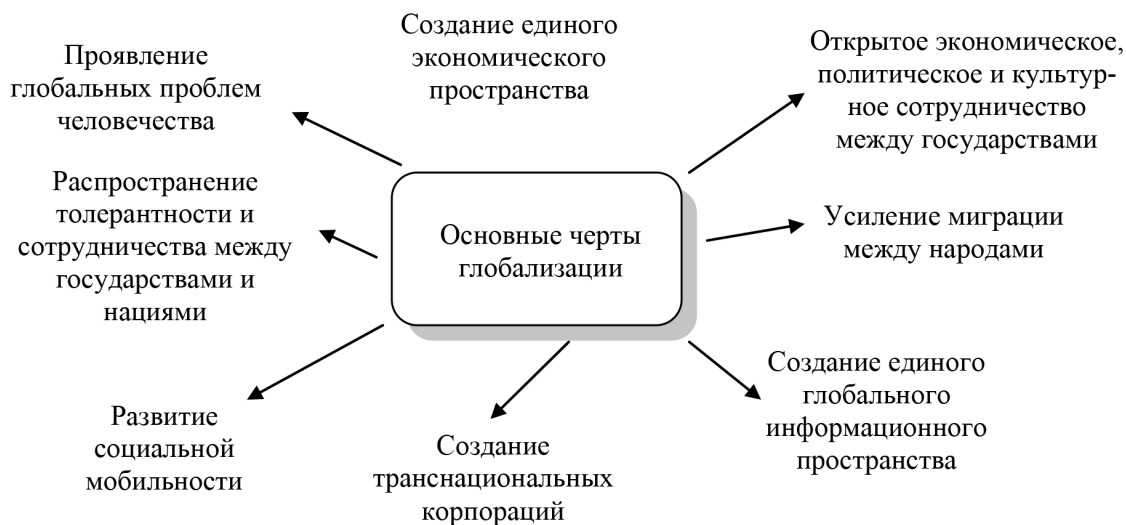 Создание единого
экономического
пространства
Проявление
глобальных проблем
человечества
Открытое экономическое,
политическое и культур-
ное сотрудничество
между государствами
Распространение
толерантности и
сотрудничества между
государствами и
нациями
Основные черты
глобализации
Усиление миграции
между народами
Развитие
социальной
мобильности
Создание
транснациональных
корпораций
Создание единого
глобального
информационного
пространства